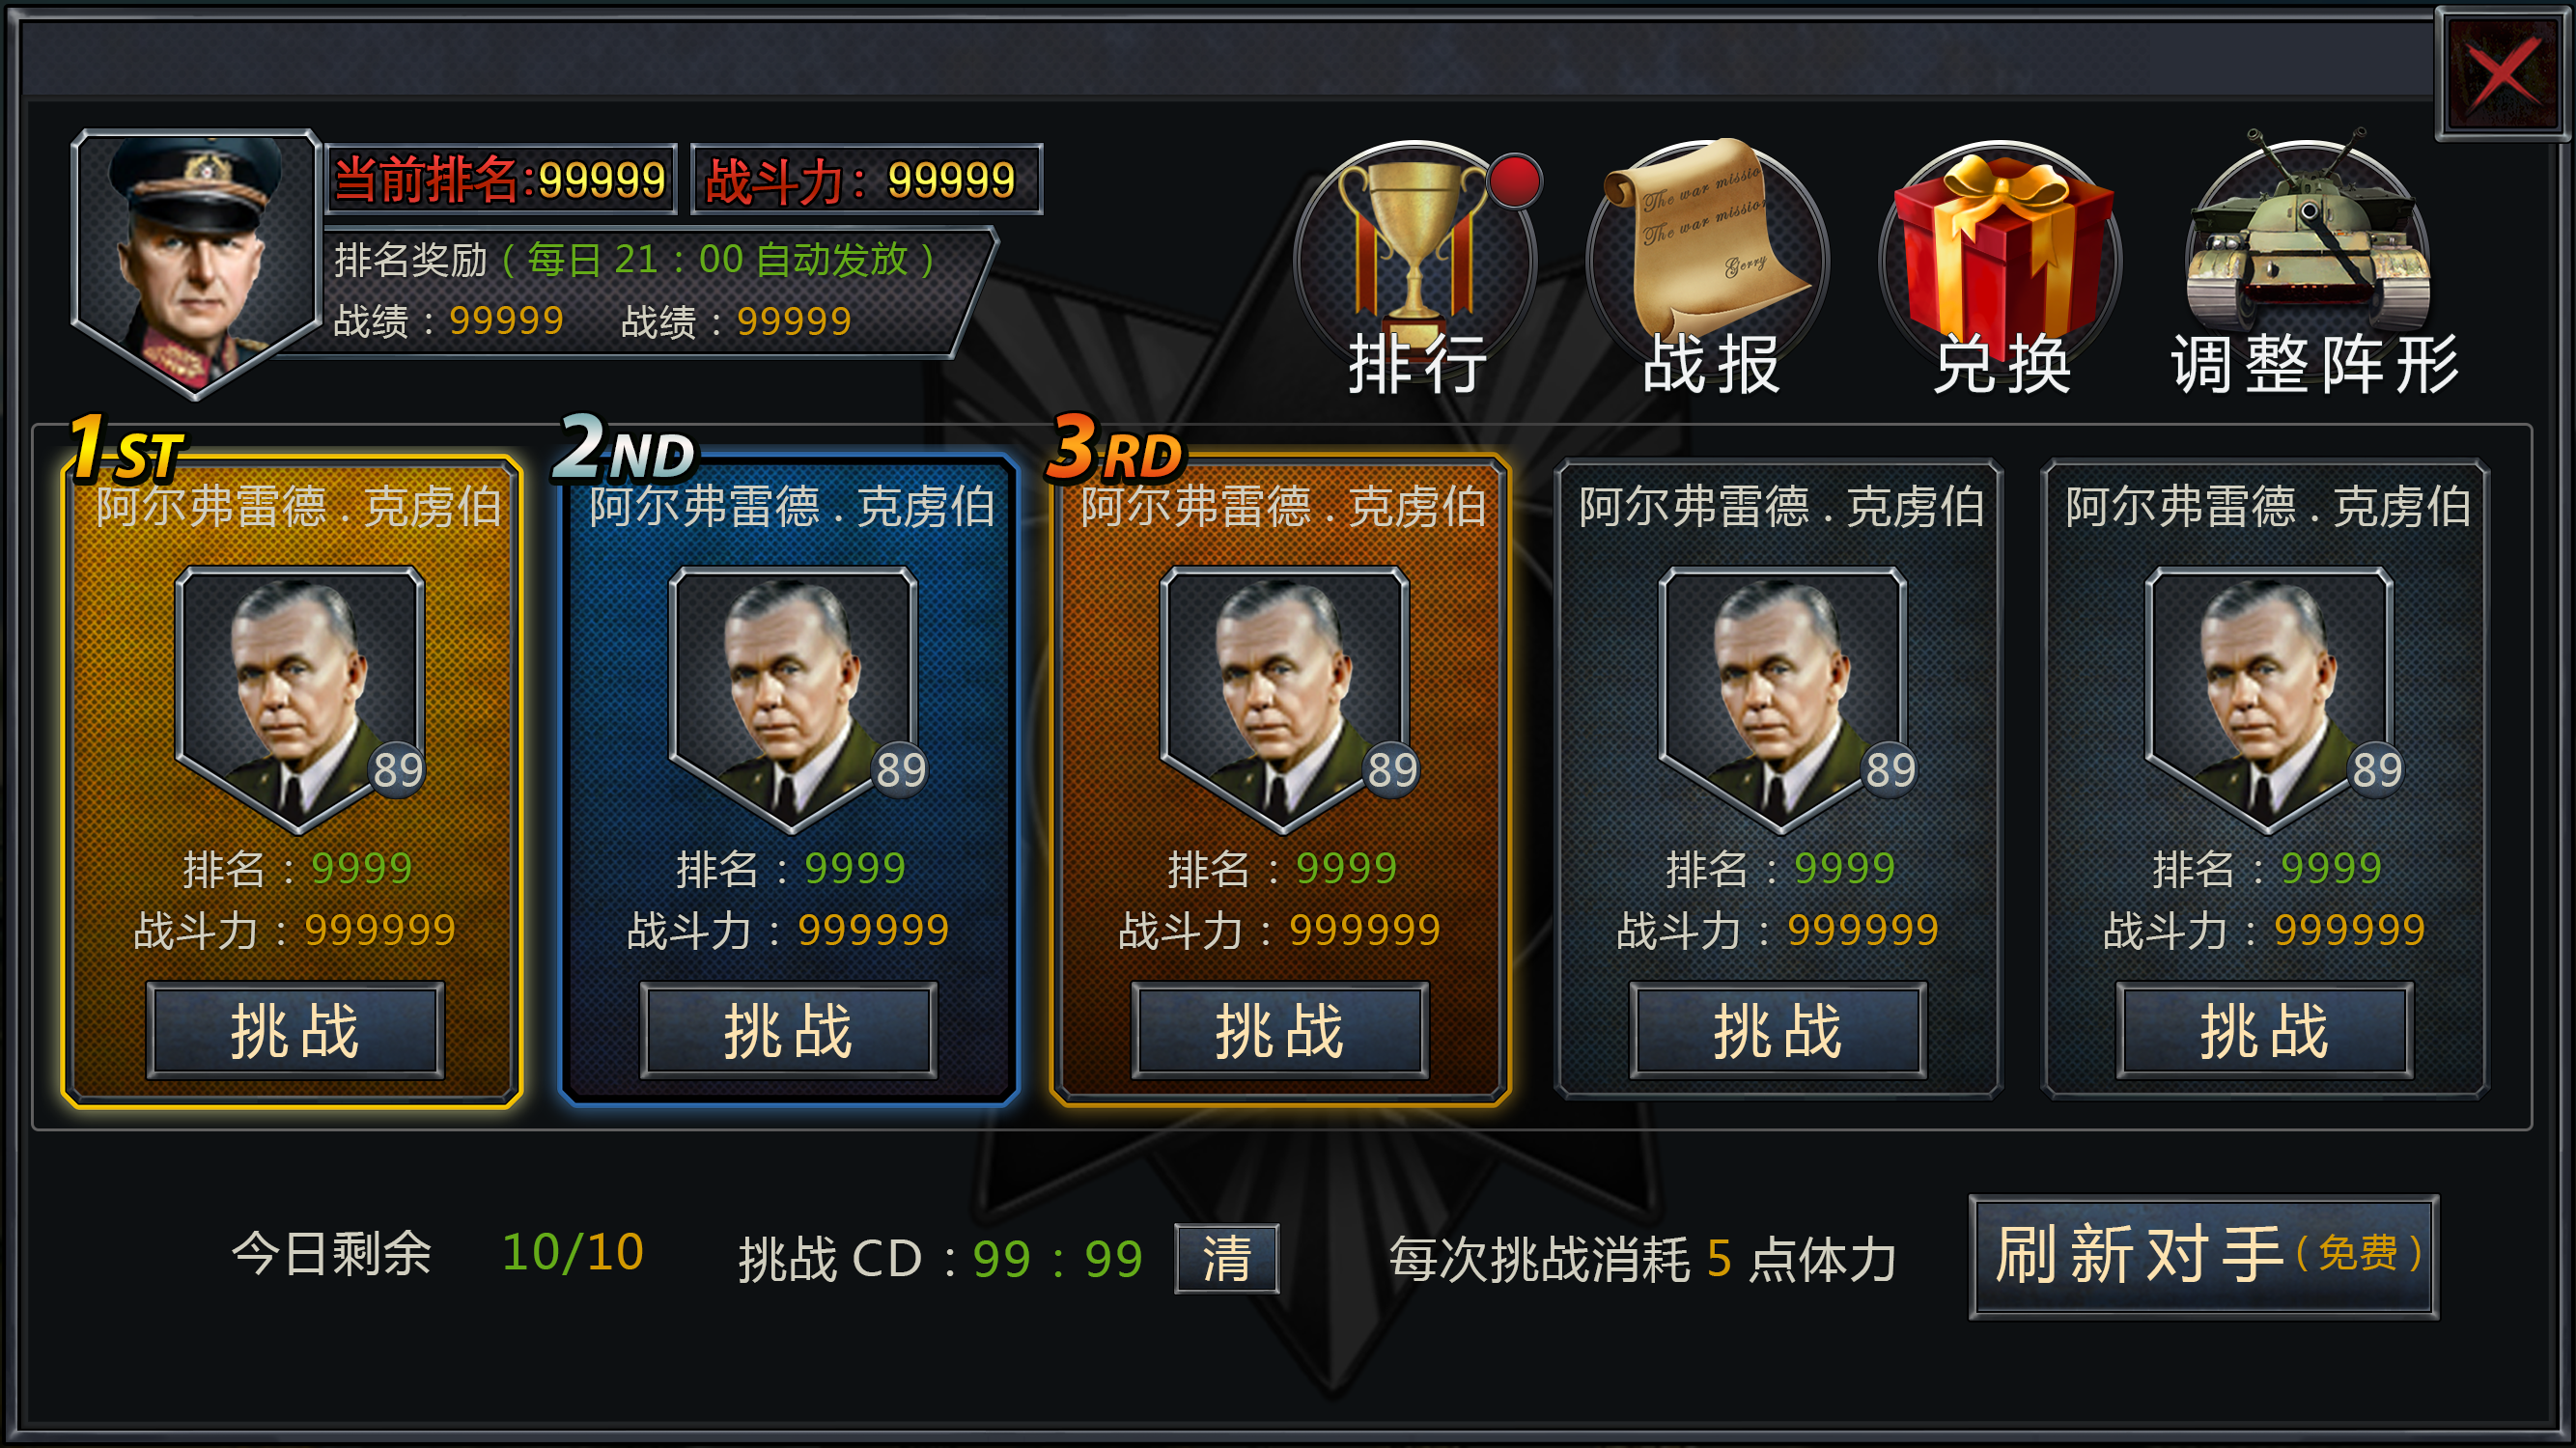 当前排名:99999
战斗力：99999
排名奖励（每日 21：00 自动发放）
战绩：99999 战绩：99999
The war missio
The war mission
Gerry
排行
战报
兑换
调整阵形
1ST
2ND
3RD
阿尔弗雷德 . 克虏伯
阿尔弗雷德 . 克虏伯
阿尔弗雷德 . 克虏伯
阿尔弗雷德 . 克虏伯
阿尔弗雷德 . 克虏伯
89
89
89
89
89
排名：9999
排名：9999
排名：9999
排名：9999
排名：9999
战斗力：999999
战斗力：999999
战斗力：999999
战斗力：999999
战斗力：999999
挑战
挑战
挑战
挑战
挑战
今日剩余 10/10
挑战 CD：99：99
清
每次挑战消耗 5 点体力
刷新对手（免费）